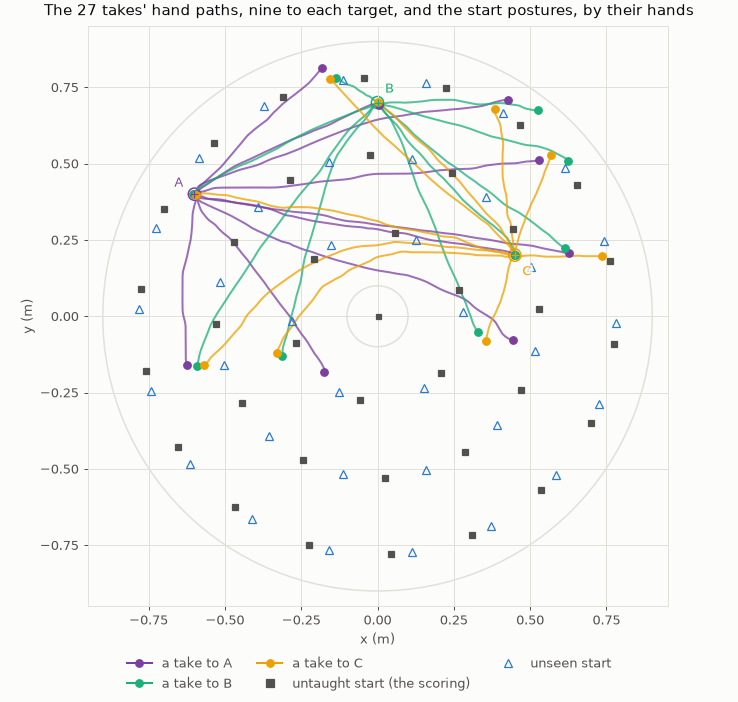 The 27 takes' hand paths, nine to each target, and the start postures, by their hands
0.75
0.50
0.25
0.00
−0.25
−0.50
−0.75
y (m)
A
B
C
−0.75 −0.50 −0.25 0.00 0.25 0.50 0.75
x (m)
a take to A a take to C unseen start
a take to B untaught start (the scoring)